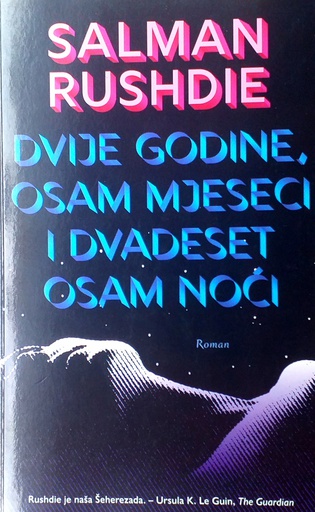 SALMAN
RUSHDIE
DVIJE GODINE,
OSAM MJESECI
I DVADESET
OSAM NOĆI
Roman
Rushdie je naša Šeherezada. – Ursula K. Le Guin, The Guardian